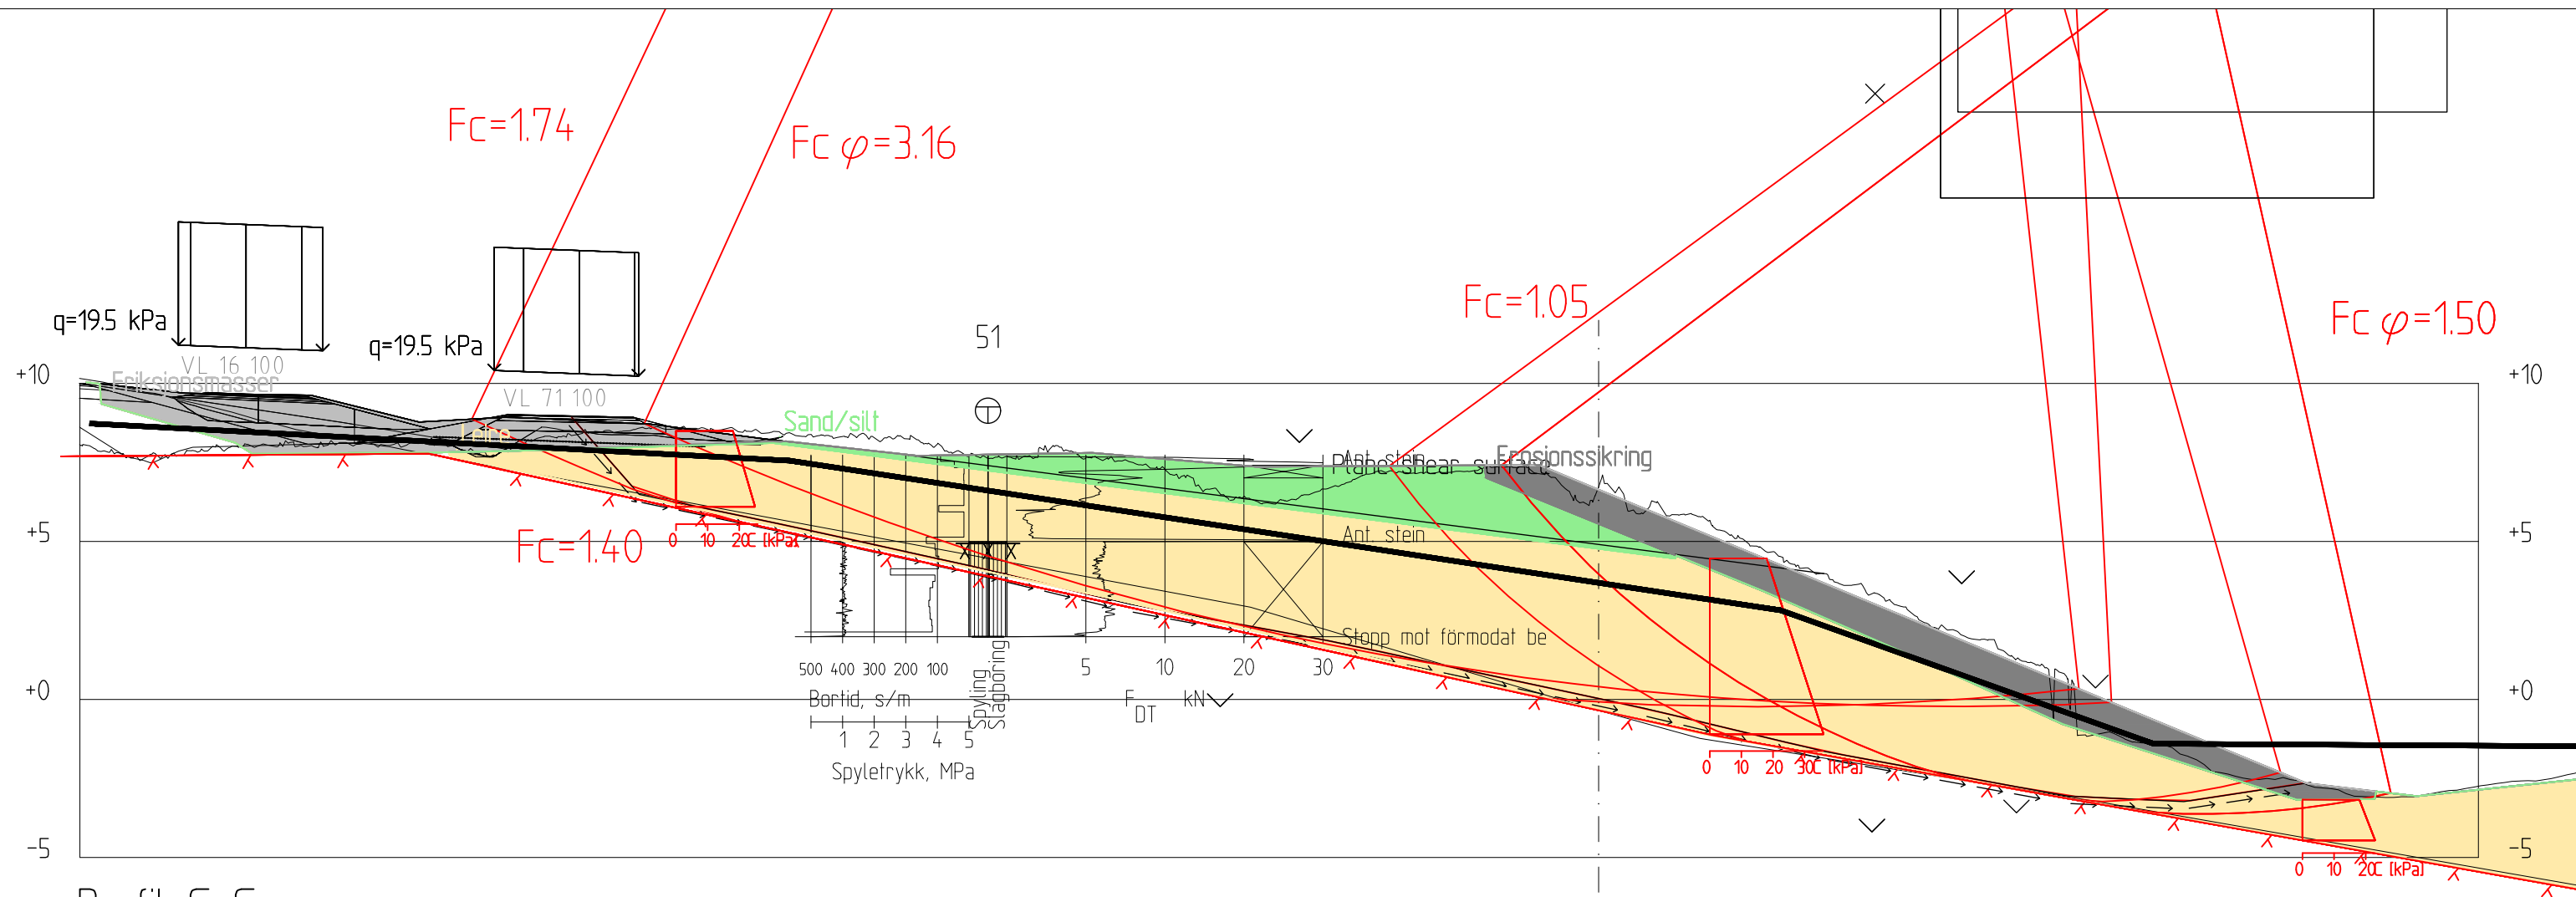 Fc=1.74
Fc φ=3.16
Fc=1.05
Fc φ=1.50
q=19.5 kPa
q=19.5 kPa
51
VL 16 100
VL 71 100
+10
+10
Friksionsmasser
Sand/silt
Leire
Ant. stein
Plane shear surface
Erosionssikring
+5
+5
Fc=1.40
0 10 20 C [kPa]
Ant. stein
Stopp mot förmodat be
500 400 300 200 100
5 10 20 30
+0
+0
Bortid, s/m
Spyling
Slagboring
F DT kN
1 2 3 4 5
Spyletrykk, MPa
0 10 20 30 C [kPa]
-5
-5
0 10 20 C [kPa]